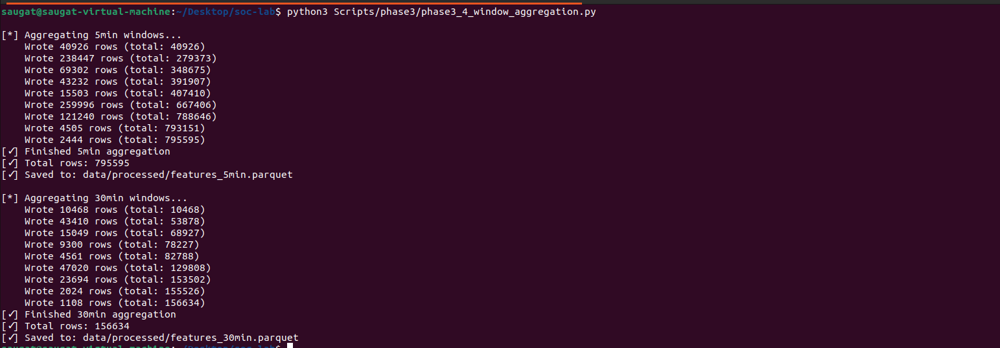 saugat@saugat-virtual-machine:~/Desktop/soc-lab$ python3 Scripts/phase3/phase3_4_window_aggregation.py
[*] Aggregating 5min windows...
Wrote 40926 rows (total: 40926)
Wrote 238447 rows (total: 279373)
Wrote 69302 rows (total: 348675)
Wrote 43232 rows (total: 391907)
Wrote 15503 rows (total: 407410)
Wrote 259996 rows (total: 667406)
Wrote 121240 rows (total: 788646)
Wrote 4505 rows (total: 793151)
Wrote 2444 rows (total: 795595)
[✓] Finished 5min aggregation
[✓] Total rows: 795595
[✓] Saved to: data/processed/features_5min.parquet
[*] Aggregating 30min windows...
Wrote 10468 rows (total: 10468)
Wrote 43410 rows (total: 53878)
Wrote 15049 rows (total: 68927)
Wrote 9300 rows (total: 78227)
Wrote 4561 rows (total: 82788)
Wrote 47020 rows (total: 129808)
Wrote 23694 rows (total: 153502)
Wrote 2024 rows (total: 155526)
Wrote 1108 rows (total: 156634)
[✓] Finished 30min aggregation
[✓] Total rows: 156634
[✓] Saved to: data/processed/features_30min.parquet
saugat@saugat-virtual-machine:~/Desktop/soc-lab$